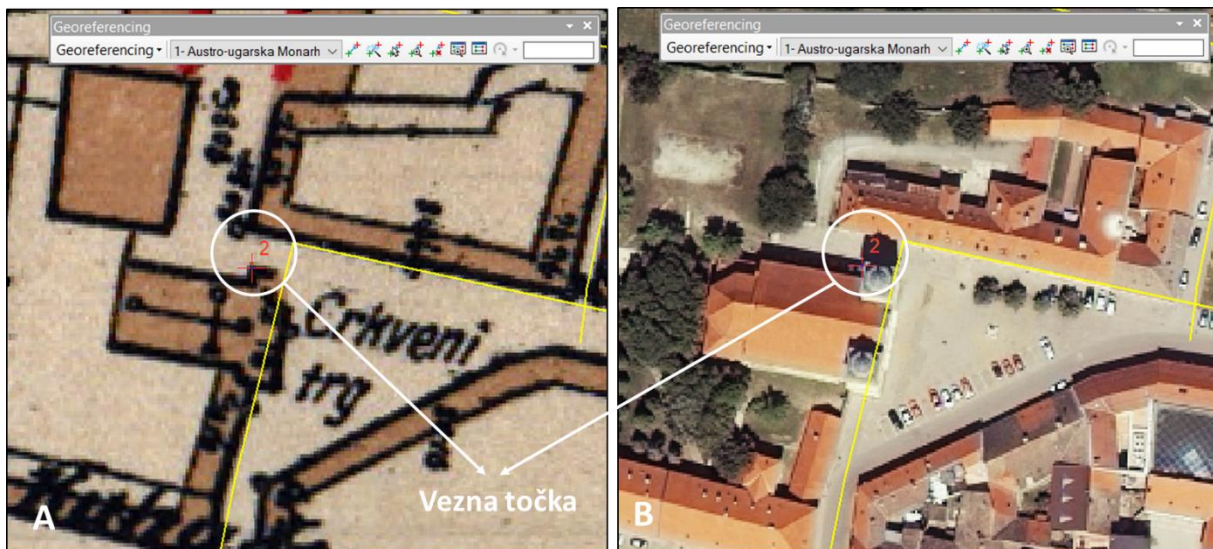 Georeferencing
Georeferencing
1- Austro-ugarska Monarh
2
Crkveni
trg
A
Georeferencing
Georeferencing
1- Austro-ugarska Monarh
2
B
Vezna točka